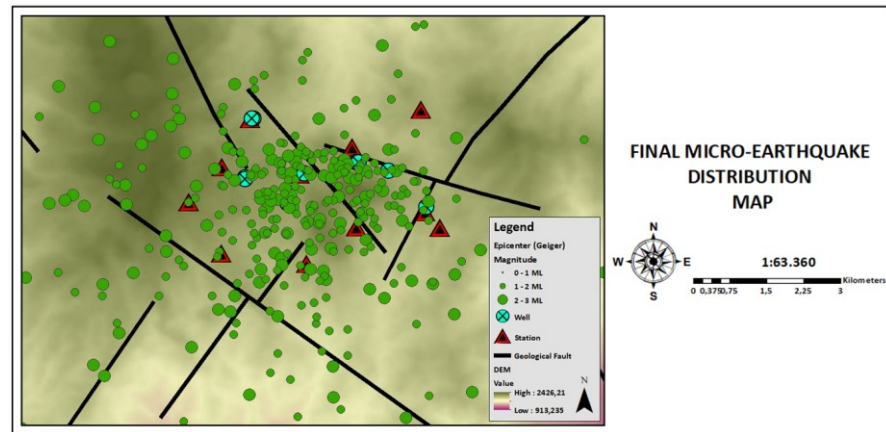 Legend
Epicenter (Geiger)
Magnitude
0 - 1 ML
1 - 2 ML
2 - 3 ML
Well
Station
Geological Fault
DEM
Value
High : 2426,21
Low : 913,235
N
FINAL MICRO-EARTHQUAKE
DISTRIBUTION
MAP
N
W E
S
1:63.360
Kilometers
0 0,375 0,75 1,5 2,25 3